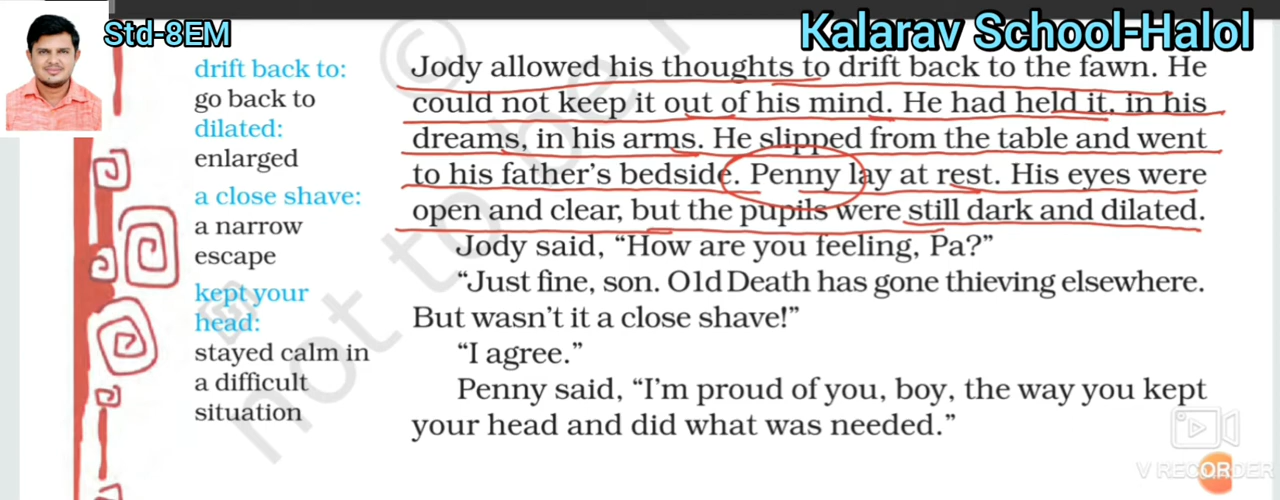 Std-8EM
Kalarav School-Halol
drift back to:
go back to
dilated:
enlarged
a close shave:
a narrow
escape
kept your
head:
stayed calm in
a difficult
situation
Jody allowed his thoughts to drift back to the fawn. He
could not keep it out of his mind. He had held it, in his
dreams, in his arms. He slipped from the table and went
to his father's bedside. Penny lay at rest. His eyes were
open and clear, but the pupils were still dark and dilated.
Jody said, “How are you feeling, Pa?”
“Just fine, son. Old Death has gone thieving elsewhere.
But wasn't it a close shave!”
“I agree.”
Penny said, “I'm proud of you, boy, the way you kept
your head and did what was needed.”
©
not to be
V RECORDER